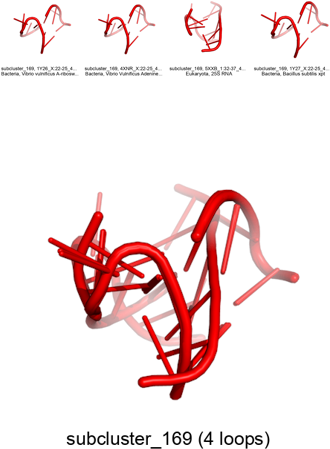 subcluster_169, 1Y26_X:22-25_4...
Bacteria, Vibrio vulnificus A-ribosw...
subcluster_169, 4XNR_X:22-25_4...
Bacteria, Vibrio Vulnificus Adenine...
subcluster_169, 5XXB_1:32-37_4...
Eukaryota, 25S RNA
subcluster_169, 1Y27_X:22-25_4...
Bacteria, Bacillus subtilis xpt
subcluster_169 (4 loops)